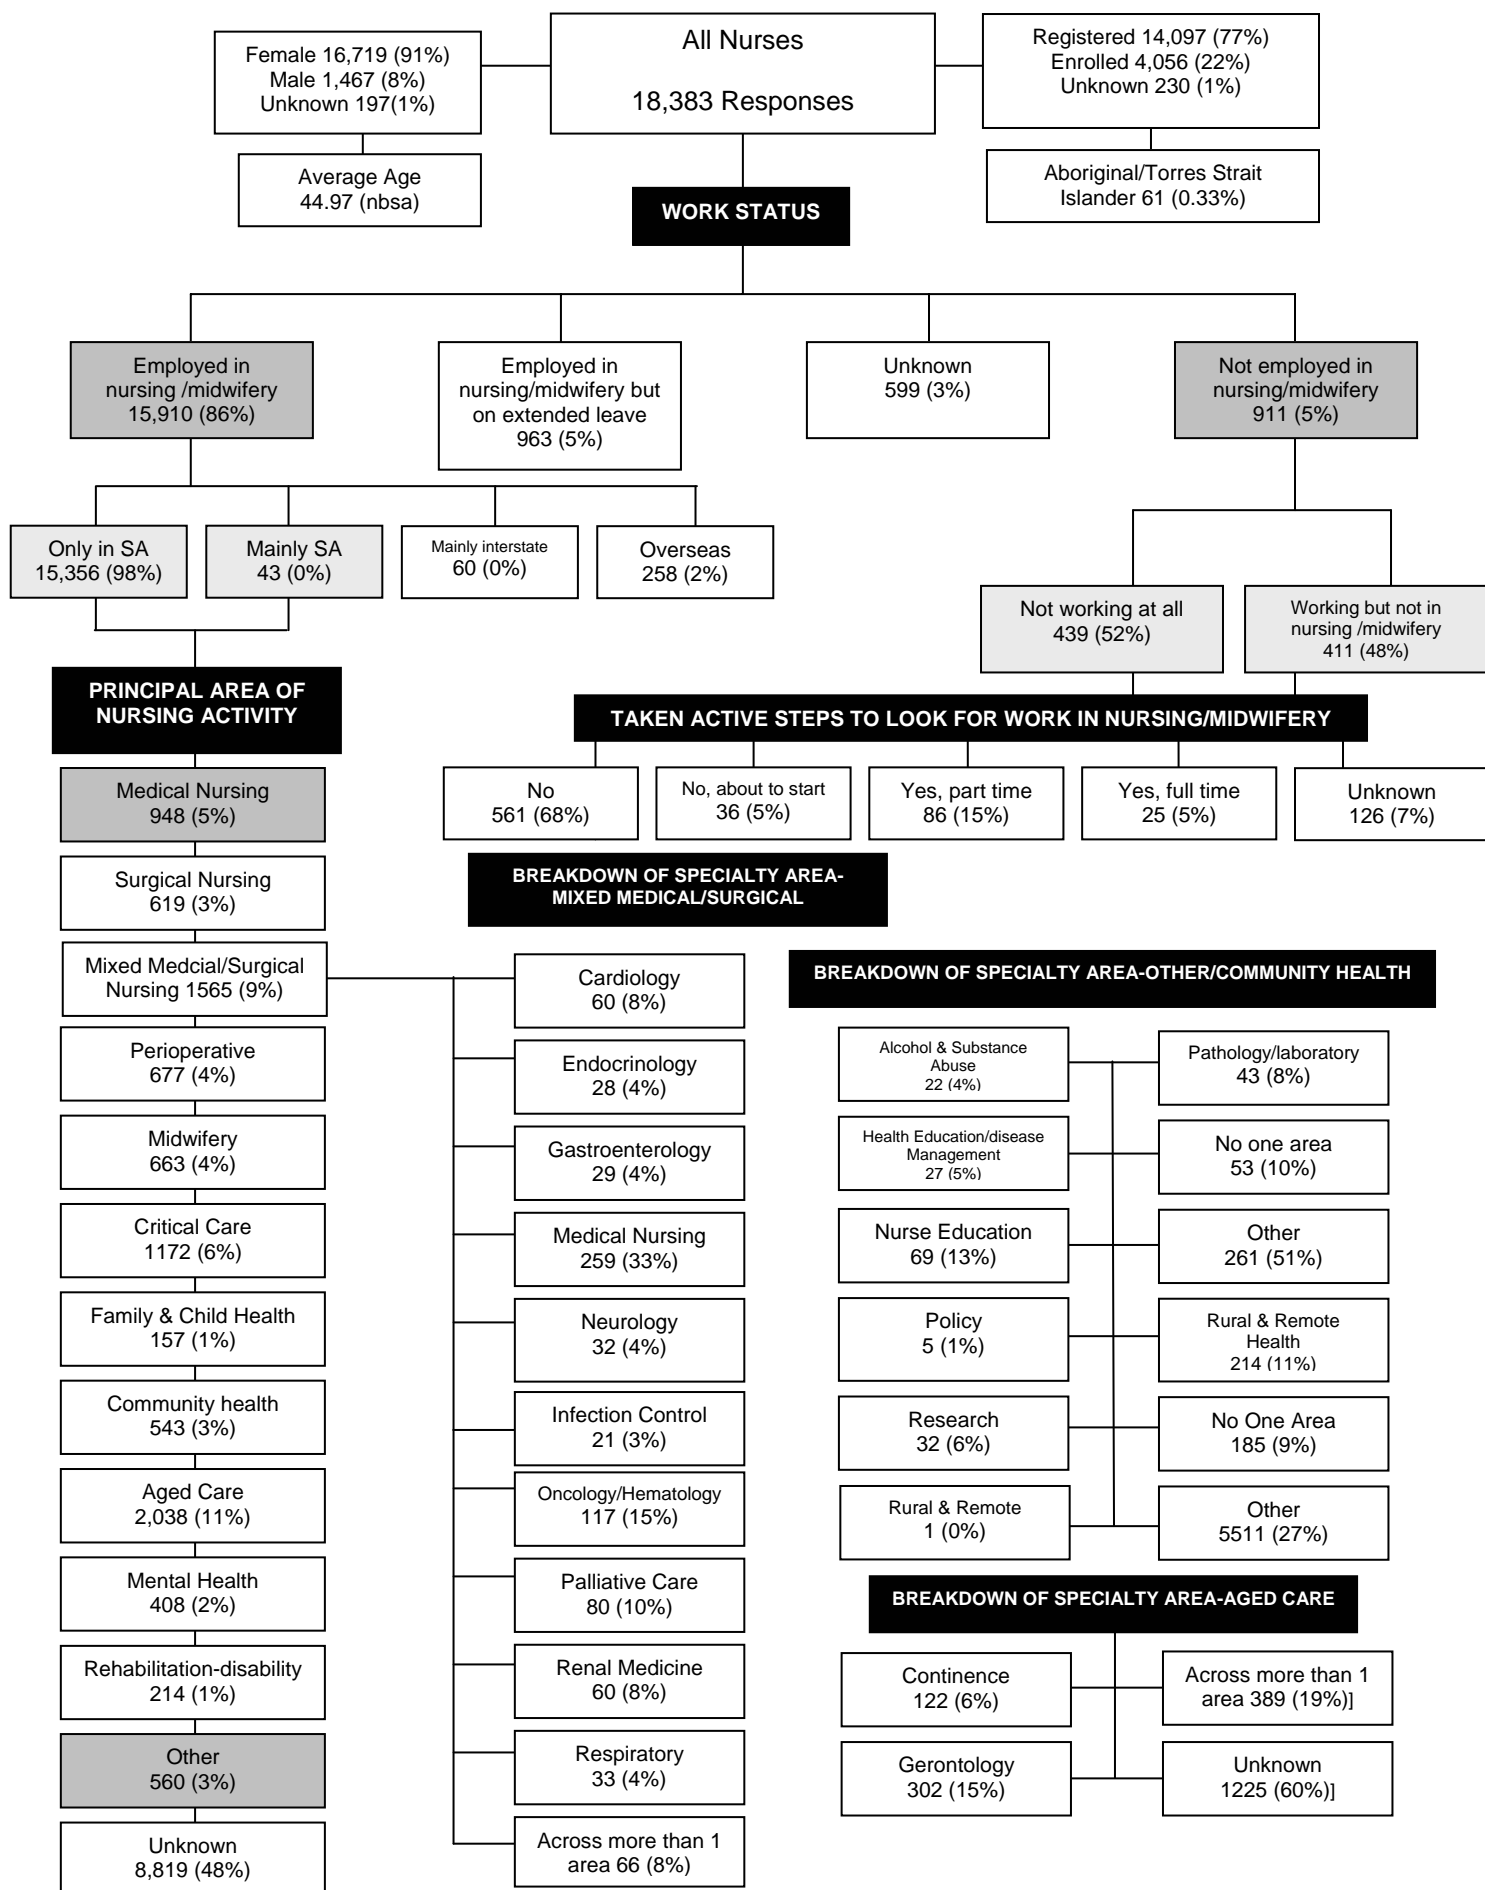 Female 16,719 (91%)
Male 1,467 (8%)
Unknown 197(1%)
All Nurses
18,383 Responses
Registered 14,097 (77%)
Enrolled 4,056 (22%)
Unknown 230 (1%)
Average Age
44.97 (nbsa)
Aboriginal/Torres Strait
Islander 61 (0.33%)
WORK STATUS
Employed in
nursing /midwifery
15,910 (86%)
Employed in
nursing/midwifery but
on extended leave
963 (5%)
Unknown
599 (3%)
Not employed in
nursing/midwifery
911 (5%)
Only in SA
15,356 (98%)
Mainly SA
43 (0%)
Mainly interstate
60 (0%)
Overseas
258 (2%)
Not working at all
439 (52%)
Working but not in
nursing /midwifery
411 (48%)
PRINCIPAL AREA OF
NURSING ACTIVITY
TAKEN ACTIVE STEPS TO LOOK FOR WORK IN NURSING/MIDWIFERY
No
561 (68%)
No, about to start
36 (5%)
Yes, part time
86 (15%)
Yes, full time
25 (5%)
Unknown
126 (7%)
Medical Nursing
948 (5%)
Surgical Nursing
619 (3%)
Mixed Medcial/Surgical
Nursing 1565 (9%)
Perioperative
677 (4%)
Midwifery
663 (4%)
Critical Care
1172 (6%)
Family & Child Health
157 (1%)
Community health
543 (3%)
Aged Care
2,038 (11%)
Mental Health
408 (2%)
Rehabilitation-disability
214 (1%)
Other
560 (3%)
Unknown
8,819 (48%)
BREAKDOWN OF SPECIALTY AREA-
MIXED MEDICAL/SURGICAL
Cardiology
60 (8%)
Endocrinology
28 (4%)
Gastroenterology
29 (4%)
Medical Nursing
259 (33%)
Neurology
32 (4%)
Infection Control
21 (3%)
Oncology/Hematology
117 (15%)
Palliative Care
80 (10%)
Renal Medicine
60 (8%)
Respiratory
33 (4%)
Across more than 1
area 66 (8%)
BREAKDOWN OF SPECIALTY AREA-OTHER/COMMUNITY HEALTH
Alcohol & Substance
Abuse
22 (4%)
Pathology/laboratory
43 (8%)
Health Education/disease
Management
27 (5%)
No one area
53 (10%)
Nurse Education
69 (13%)
Other
261 (51%)
Policy
5 (1%)
Rural & Remote
Health
214 (11%)
Research
32 (6%)
No One Area
185 (9%)
Rural & Remote
1 (0%)
Other
5511 (27%)
BREAKDOWN OF SPECIALTY AREA-AGED CARE
Continence
122 (6%)
Across more than 1
area 389 (19%)]
Gerontology
302 (15%)
Unknown
1225 (60%)]